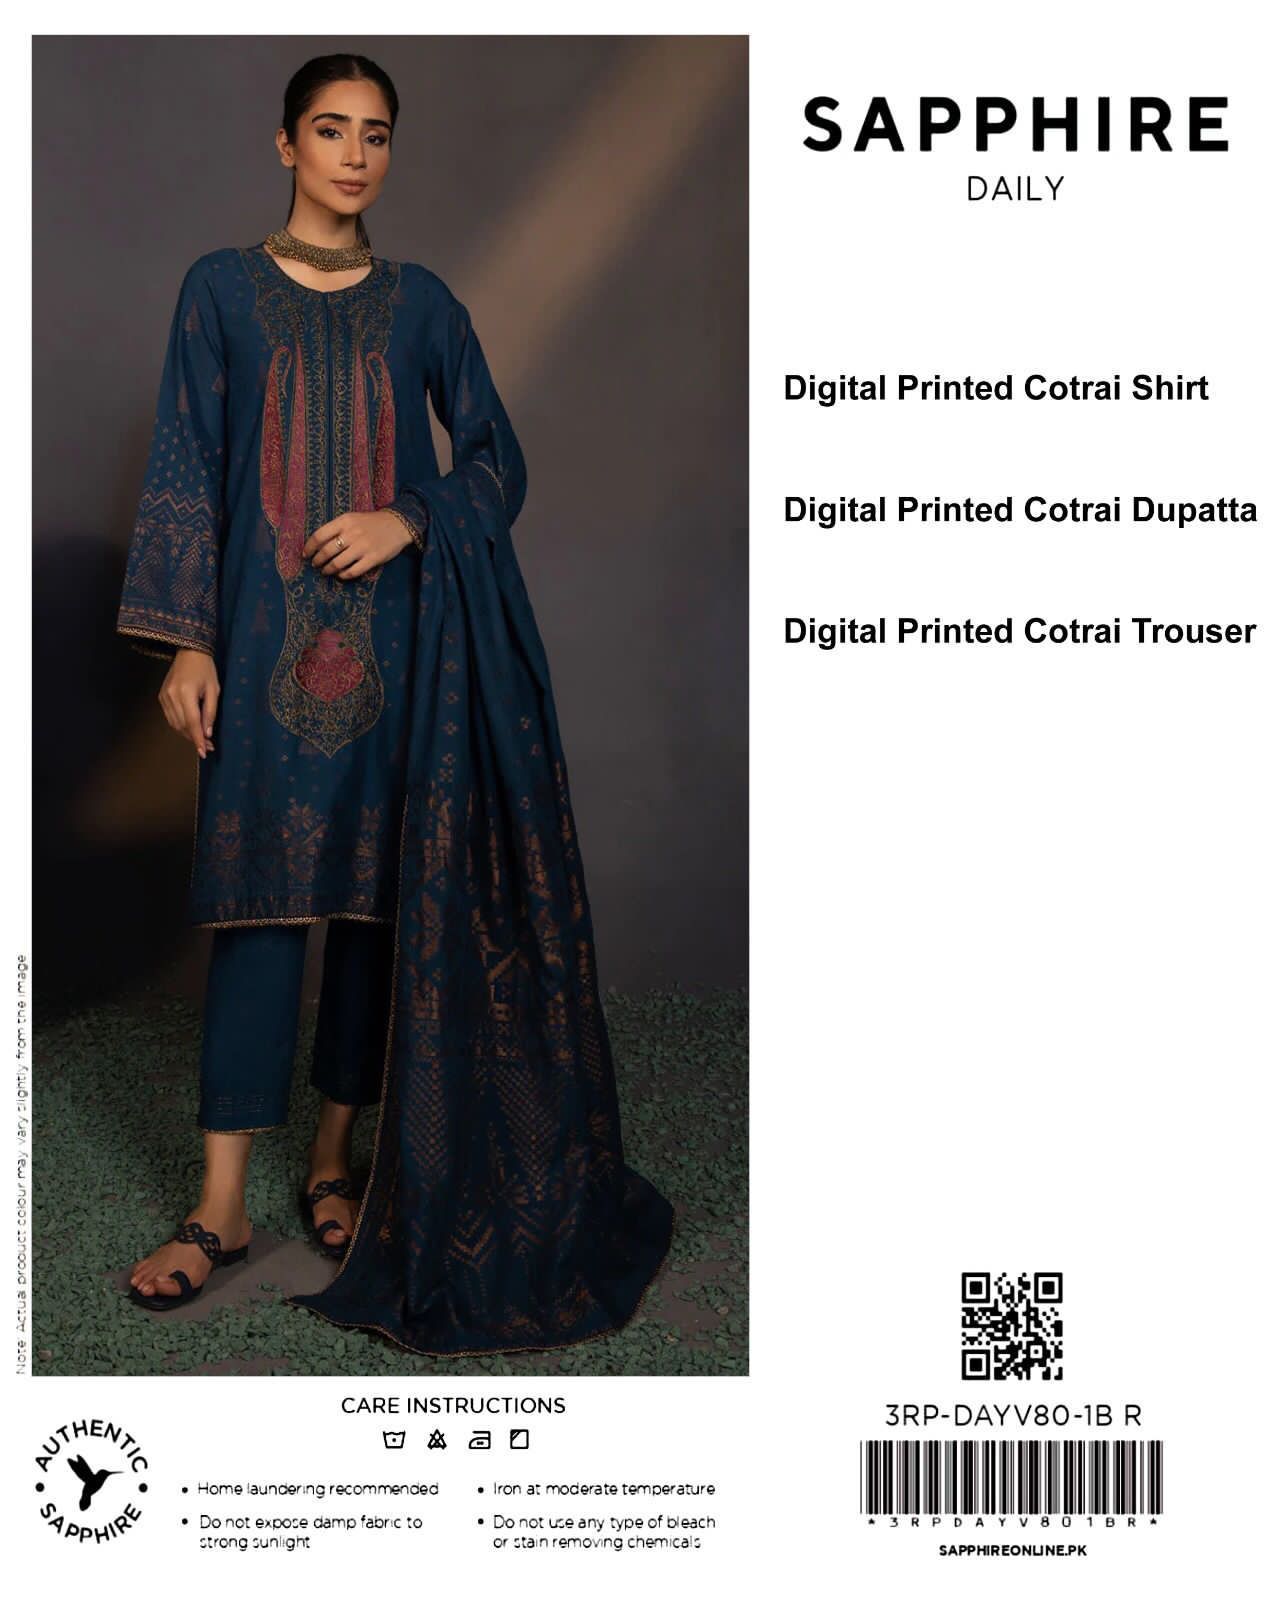 SAPPHIRE
DAILY
Digital Printed Cotrai Shirt
Digital Printed Cotrai Dupatta
Digital Printed Cotrai Trouser
Note: Actual product colour may vary slightly from the image
CARE INSTRUCTIONS
• Home laundering recommended
• Do not expose damp fabric to
strong sunlight
• Iron at moderate temperature
• Do not use any type of bleach
or stain removing chemicals
AUTHENTIC
SAPPHIRE
3RP-DAYV80-1B R
*3RPDAYV801BR*
SAPPHIREONLINE.PK